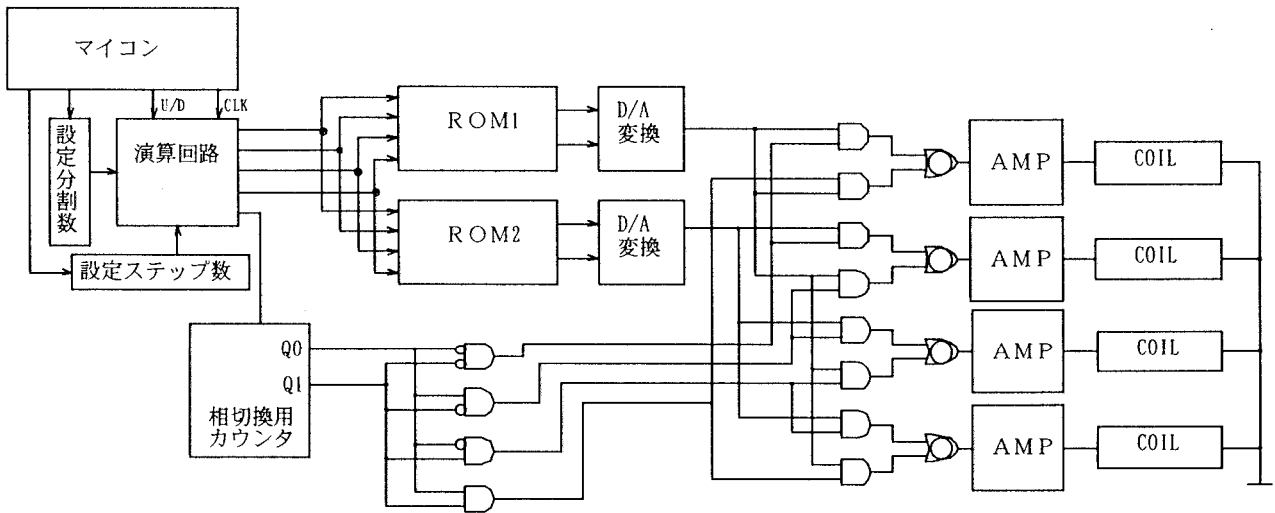 マイコン
U/D
CLK
設定分割数
演算回路
設定ステップ数
ROM1
D/A
変換
ROM2
D/A
変換
Q0
Q1
相切換用
カウンタ
AMP
COIL
AMP
COIL
AMP
COIL
AMP
COIL